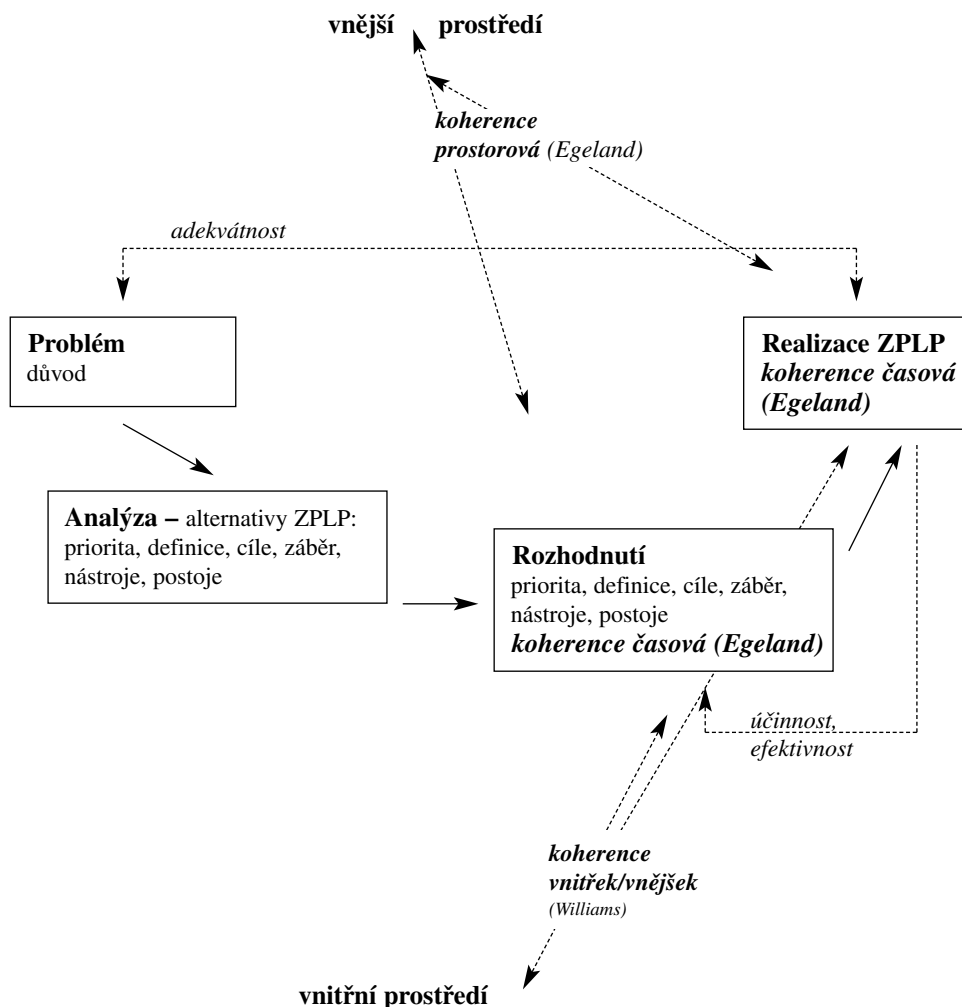 vnější prostředí
koherence
prostorová (Egeland)
adekvátnost
Problém
důvod
Realizace ZPLP
koherence časová
(Egeland)
Analýza – alternativy ZPLP:
priorita, definice, cíle, záběr,
nástroje, postoje
Rozhodnutí
priorita, definice, cíle, záběr,
nástroje, postoje
koherence časová (Egeland)
účinnost,
efektivnost
koherence
vnitřek/vnějšek
(Williams)
vnitřní prostředí